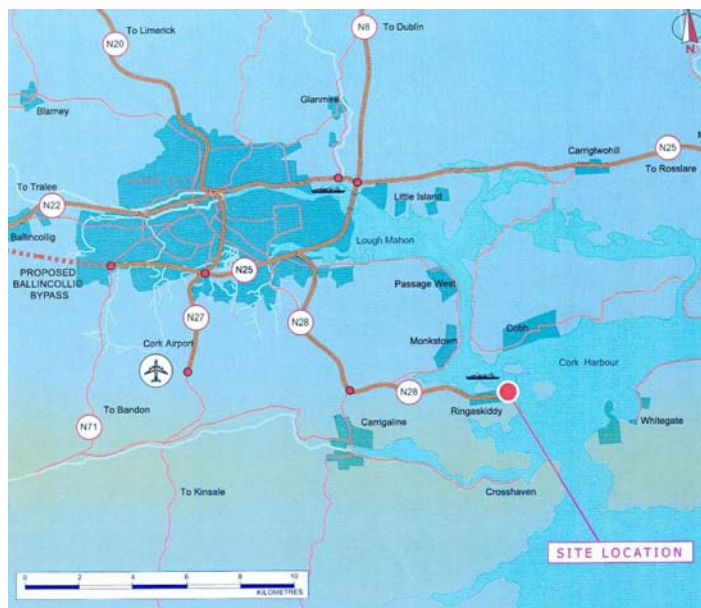 To Limerick
N20
N8
To Dublin
N
Blarney
Glanmire
Carrigtwohill
N25
To Rosslare
CORK CITY
To Tralee
N22
Little Island
Ballincollig
Lough Mahon
PROPOSED
BALLINCOLLIG
BYPASS
N25
Passage West
N27
N28
Cobh
Monkstown
Cork Airport
Cork Harbour
N28
To Bandon
Ringaskiddy
N71
Carrigaline
Whitegate
To Kinsale
Crosshaven
SITE LOCATION
0 2 4 6 8 10
KILOMETRES